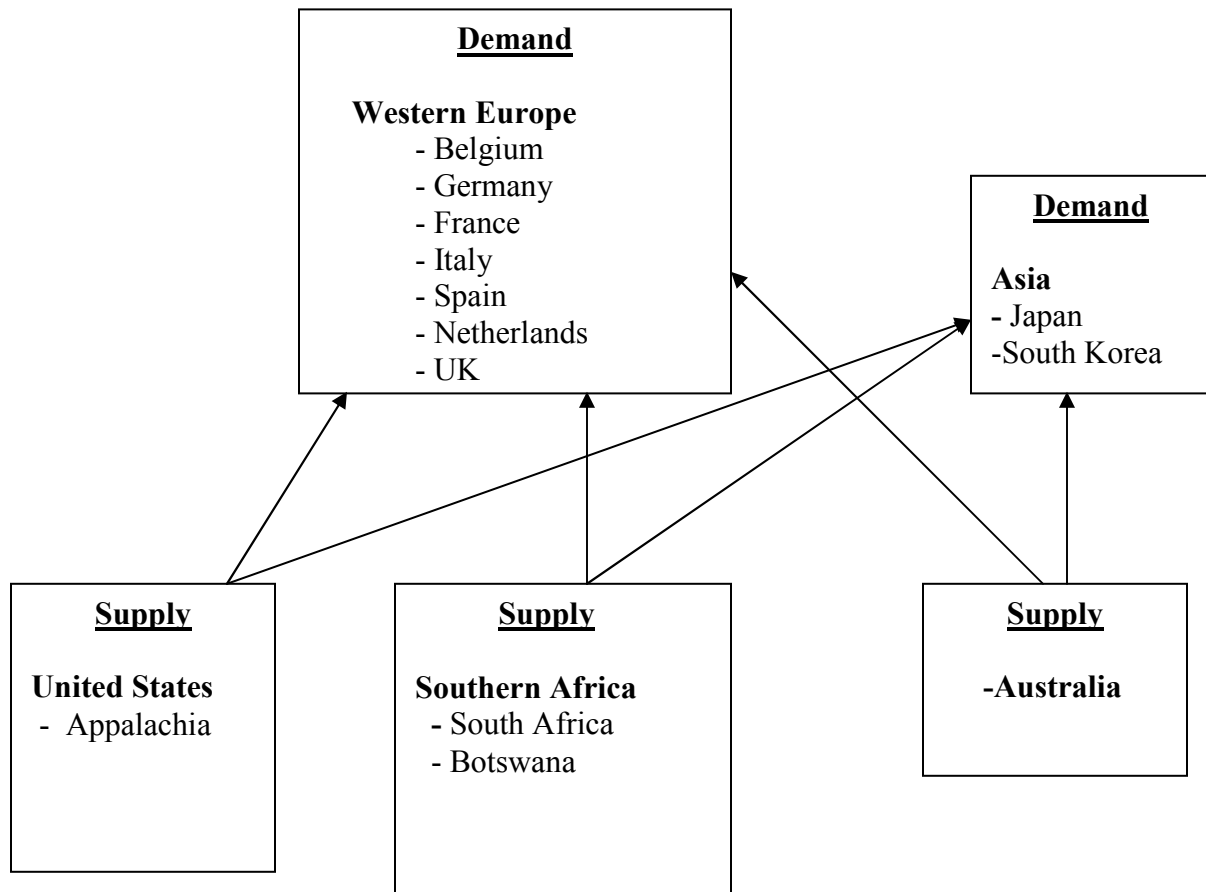 Demand
Western Europe
- Belgium
- Germany
- France
- Italy
- Spain
- Netherlands
- UK
Demand
Asia
- Japan
-South Korea
Supply
United States
- Appalachia
Supply
Southern Africa
- South Africa
- Botswana
Supply
-Australia